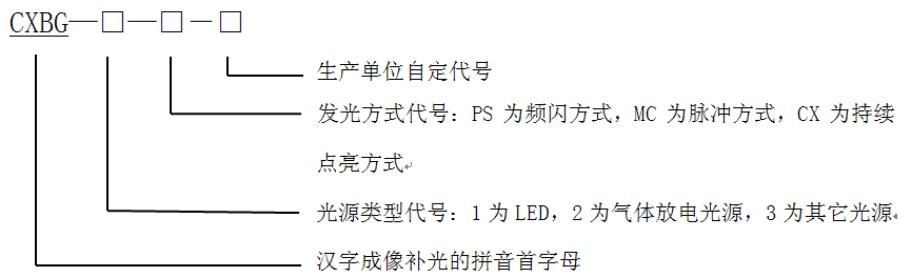 CXBG—□—□－□
生产单位自定代号
发光方式代号：PS 为频闪方式，MC 为脉冲方式，CX 为持续
点亮方式
光源类型代号：1 为 LED，2 为气体放电光源，3 为其它光源
汉字成像补光的拼音首字母